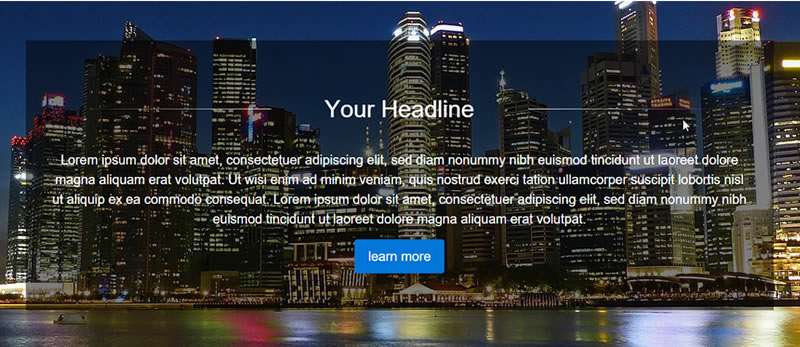 Your Headline
Lorem ipsum dolor sit amet, consectetuer adipiscing elit, sed diam nonummy nibh euismod tincidunt ut laoreet dolore
magna aliquam erat volutpat. Ut wisi enim ad minim veniam, quis nostrud exerci tation ullamcorper suscipit lobortis nisl
ut aliquip ex ea commodo consequat. Lorem ipsum dolor sit amet, consectetuer adipiscing elit, sed diam nonummy nibh
euismod tincidunt ut laoreet dolore magna aliquam erat volutpat.
learn more